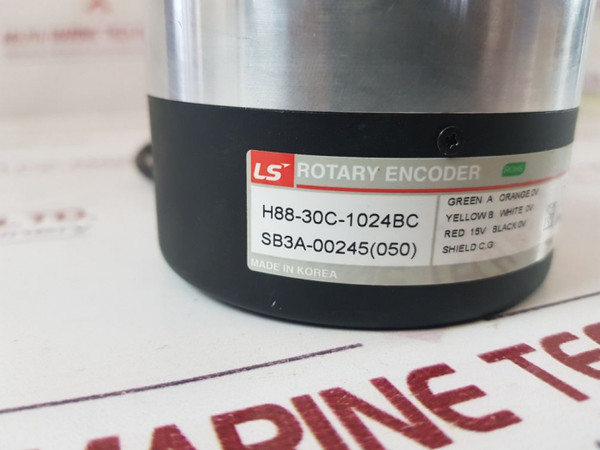 LS ROTARY ENCODER
H88-30C-1024BC
SB3A-00245(050)
MADE IN KOREA
GREEN A ORANGE 0V
YELLOW B WHITE 0V
RED 15V BLACK 0V
SHIELD C,G
MARINE TE